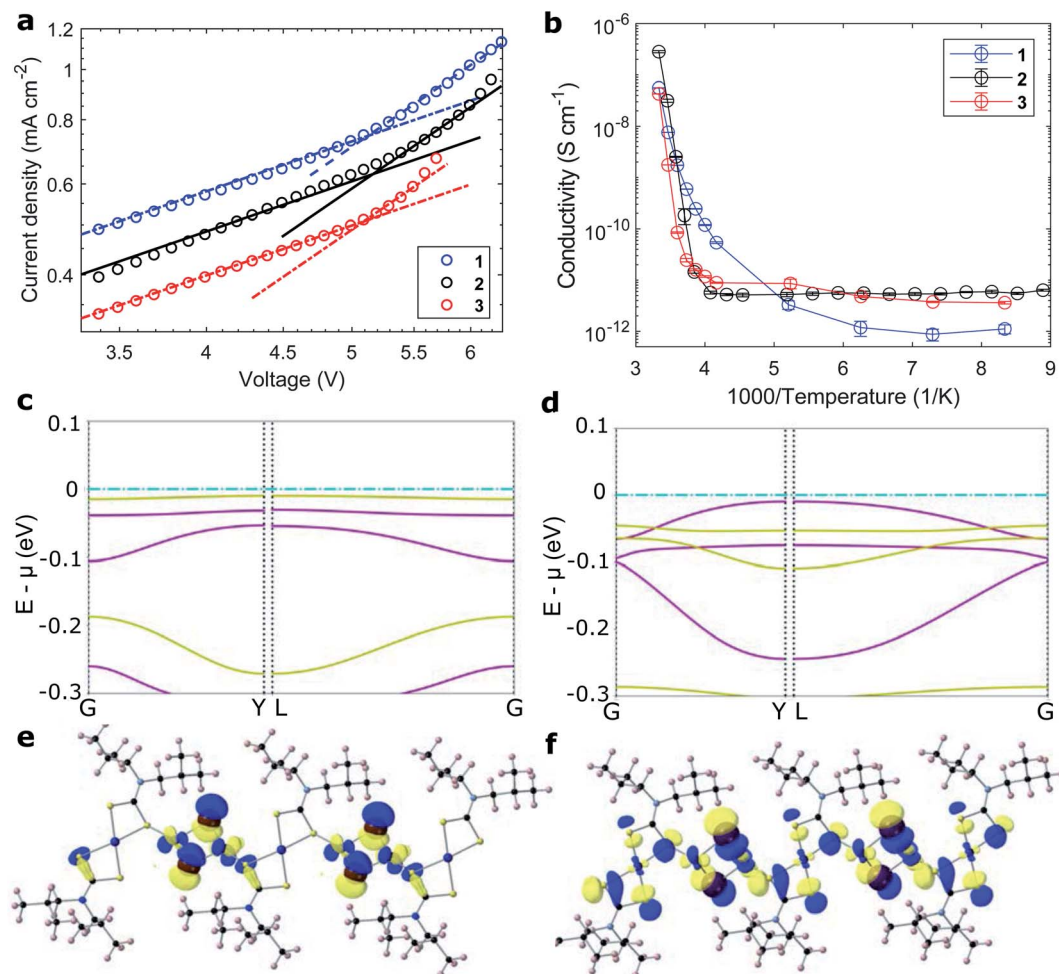 a
1.2
1
0.8
0.6
0.4
Current density (mA cm-2)
3.5 4 4.5 5 5.5 6
Voltage (V)
1
2
3
b
10-6
10-8
10-10
10-12
Conductivity (S cm-1)
3 4 5 6 7 8 9
1000/Temperature (1/K)
1
2
3
c
0.1
0
-0.1
-0.2
-0.3
E - μ (eV)
G Y L G
d
0.1
0
-0.1
-0.2
-0.3
E - μ (eV)
G Y L G
e
f